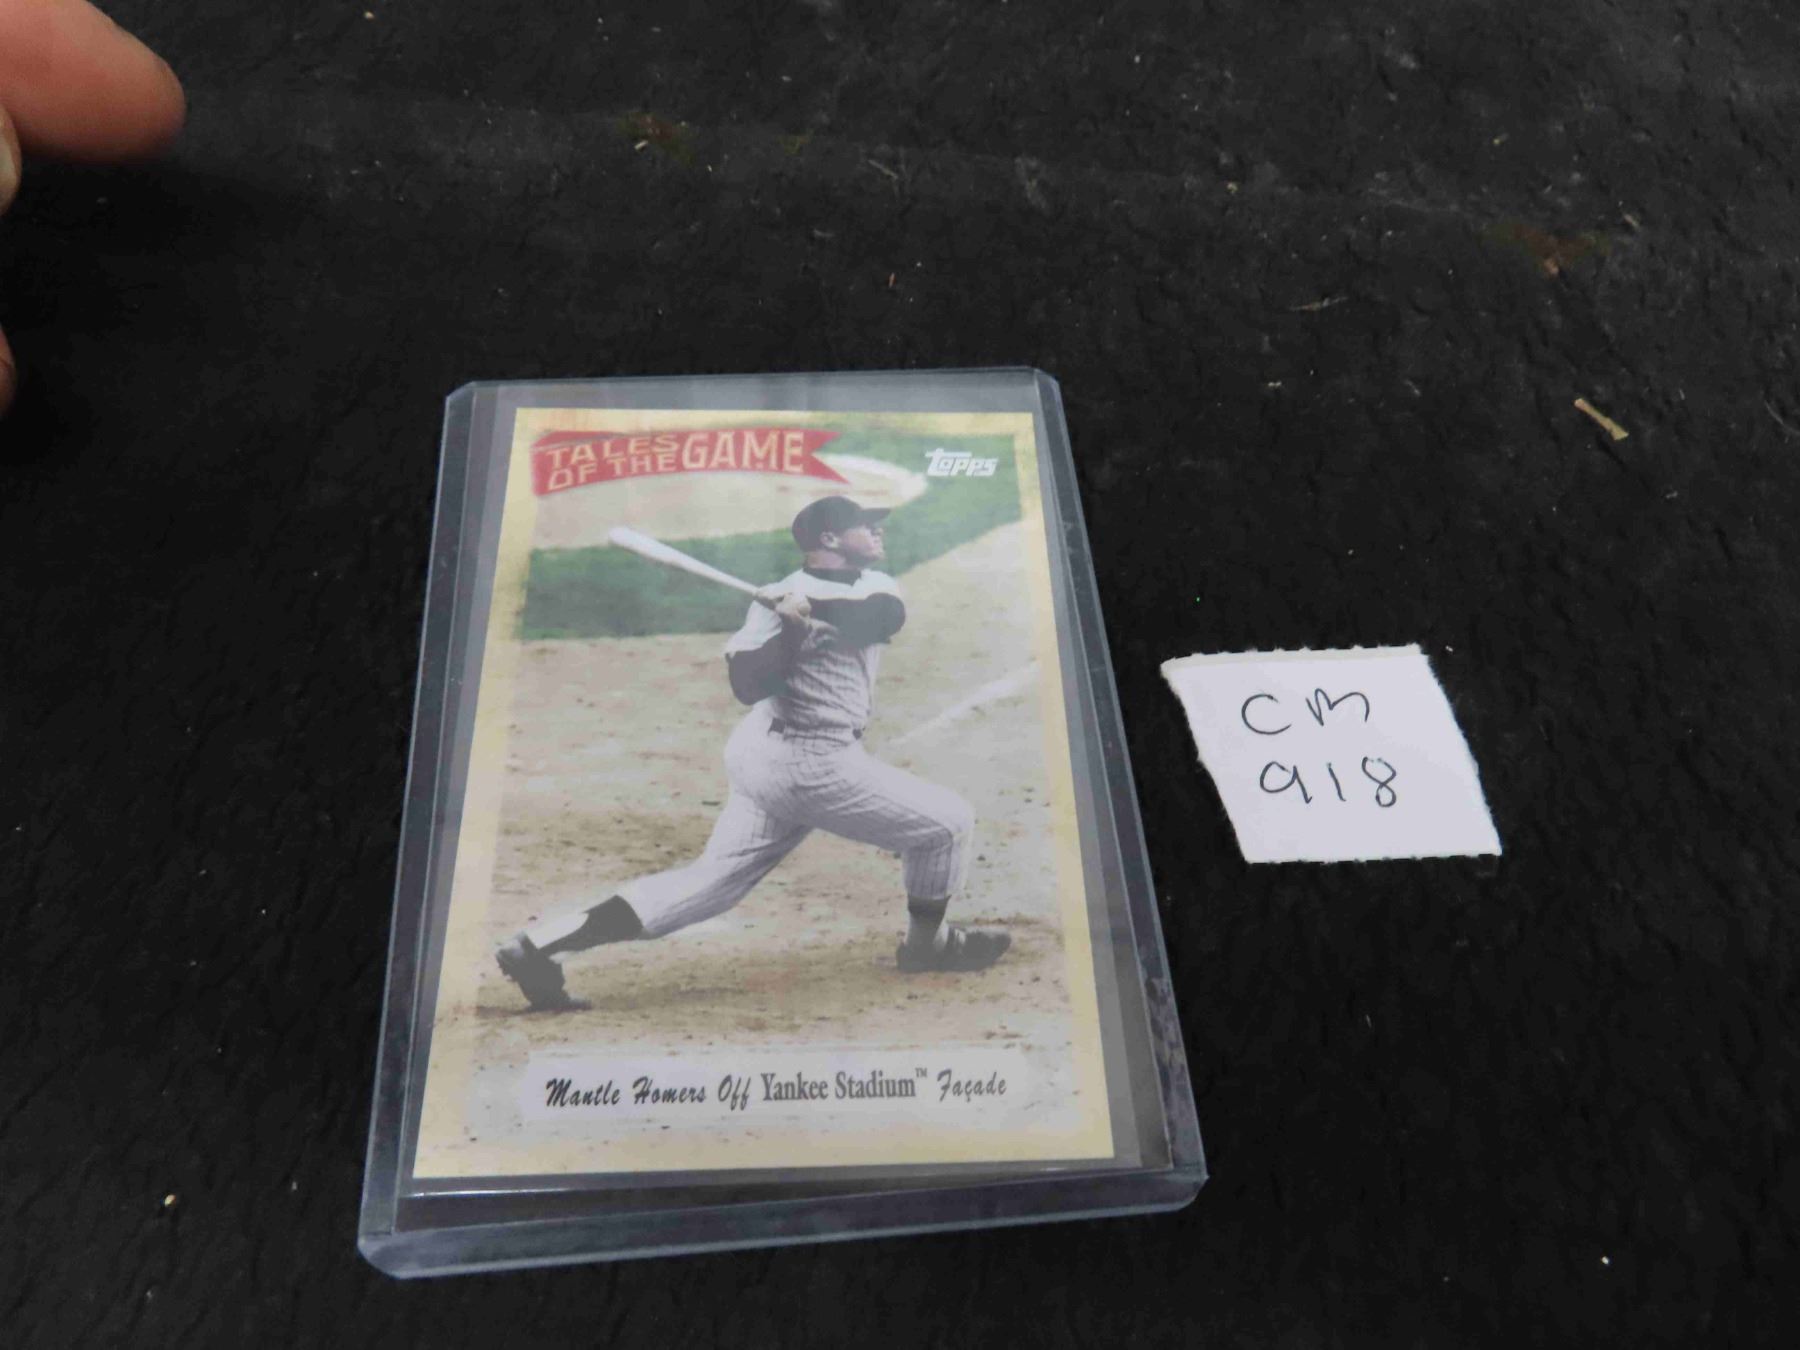 TALES
OF THE GAME
topps
Mantle Homers Off Yankee Stadium™ Façade
CM
918